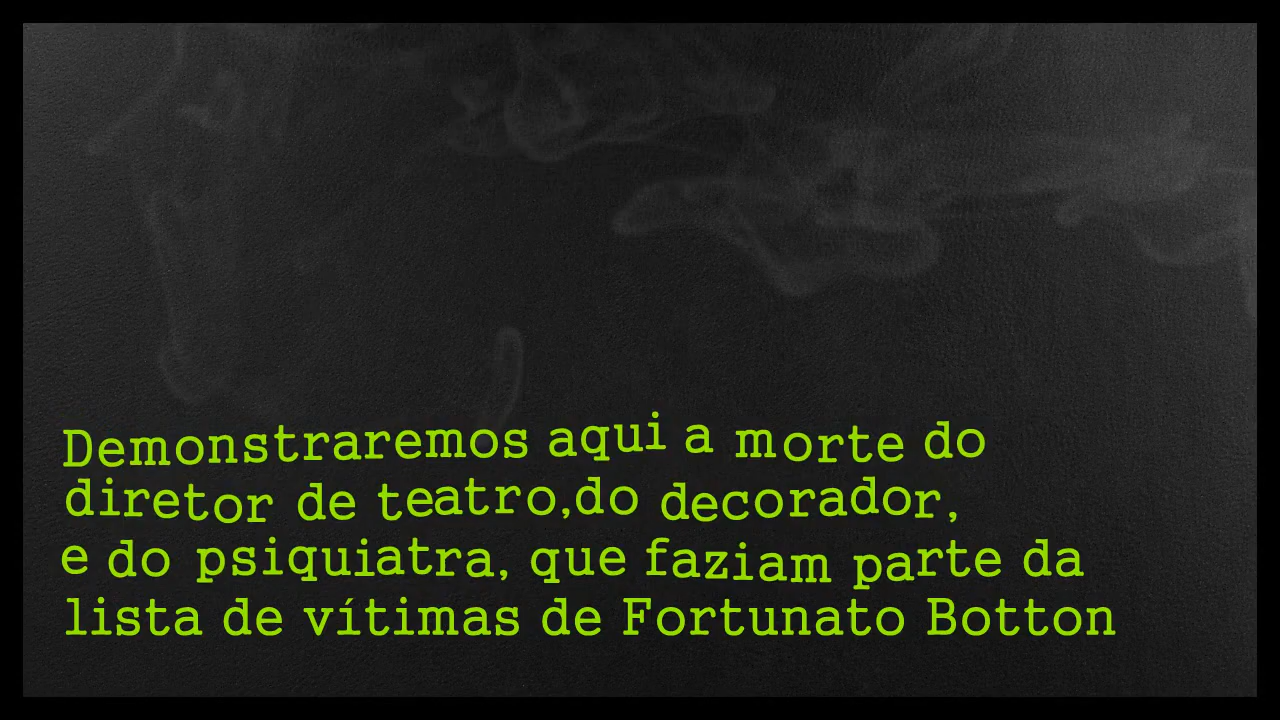 Demonstraremos aqui a morte do
diretor de teatro,do decorador,
e do psiquiatra, que faziam parte da
lista de vítimas de Fortunato Botton